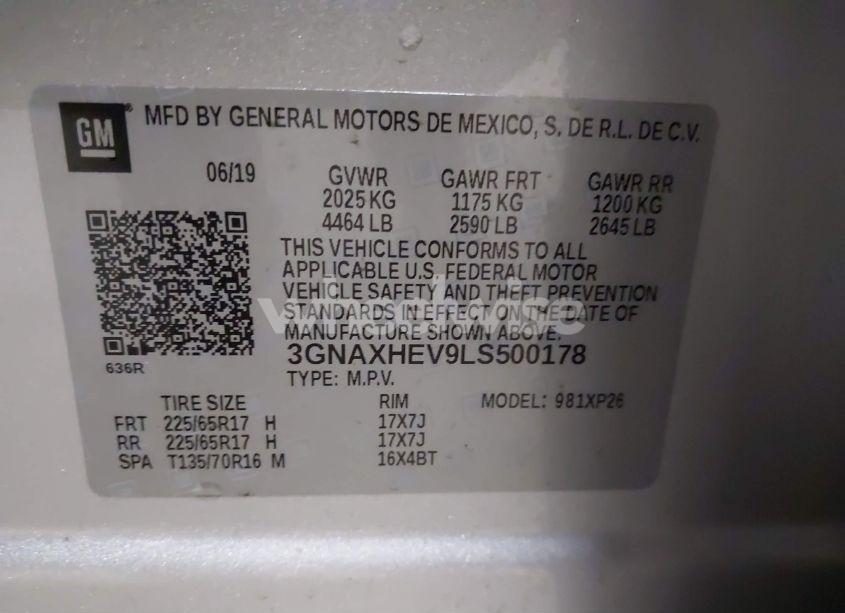 GM
MFD BY GENERAL MOTORS DE MEXICO, S. DE R.L. DE C.V.
06/19 GVWR GAWR FRT GAWR RR
2025 KG 1175 KG 1200 KG
4464 LB 2590 LB 2645 LB
THIS VEHICLE CONFORMS TO ALL
APPLICABLE U.S. FEDERAL MOTOR
VEHICLE SAFETY AND THEFT PREVENTION
STANDARDS IN EFFECT ON THE DATE OF
MANUFACTURE SHOWN ABOVE.
3GNAXHEV9LS500178
636R
TYPE: M.P.V.
TIRE SIZE RIM MODEL: 981XP26
FRT 225/65R17 H 17X7J
RR 225/65R17 H 17X7J
SPA T135/70R16 M 16X4BT